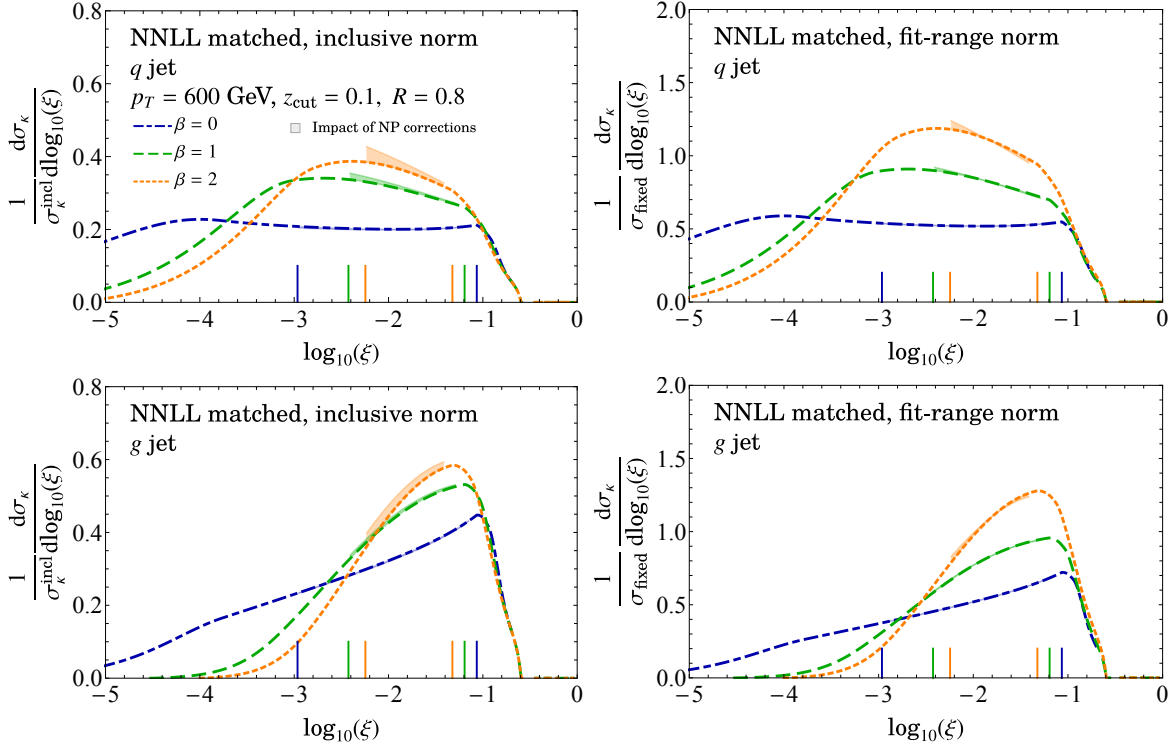 NNLL matched, inclusive norm
q jet
p_T = 600 GeV, z_cut = 0.1, R = 0.8
β = 0
Impact of NP corrections
β = 1
β = 2
1/σ_κ^incl dσ_κ/dlog₁₀(ξ)
0.8
0.6
0.4
0.2
0.0
−5 −4 −3 −2 −1 0
log₁₀(ξ)
NNLL matched, fit-range norm
q jet
1/σ_fixed dσ_κ/dlog₁₀(ξ)
2.0
1.5
1.0
0.5
0.0
−5 −4 −3 −2 −1 0
log₁₀(ξ)
NNLL matched, inclusive norm
g jet
1/σ_κ^incl dσ_κ/dlog₁₀(ξ)
0.8
0.6
0.4
0.2
0.0
−5 −4 −3 −2 −1 0
log₁₀(ξ)
NNLL matched, fit-range norm
g jet
1/σ_fixed dσ_κ/dlog₁₀(ξ)
2.0
1.5
1.0
0.5
0.0
−5 −4 −3 −2 −1 0
log₁₀(ξ)